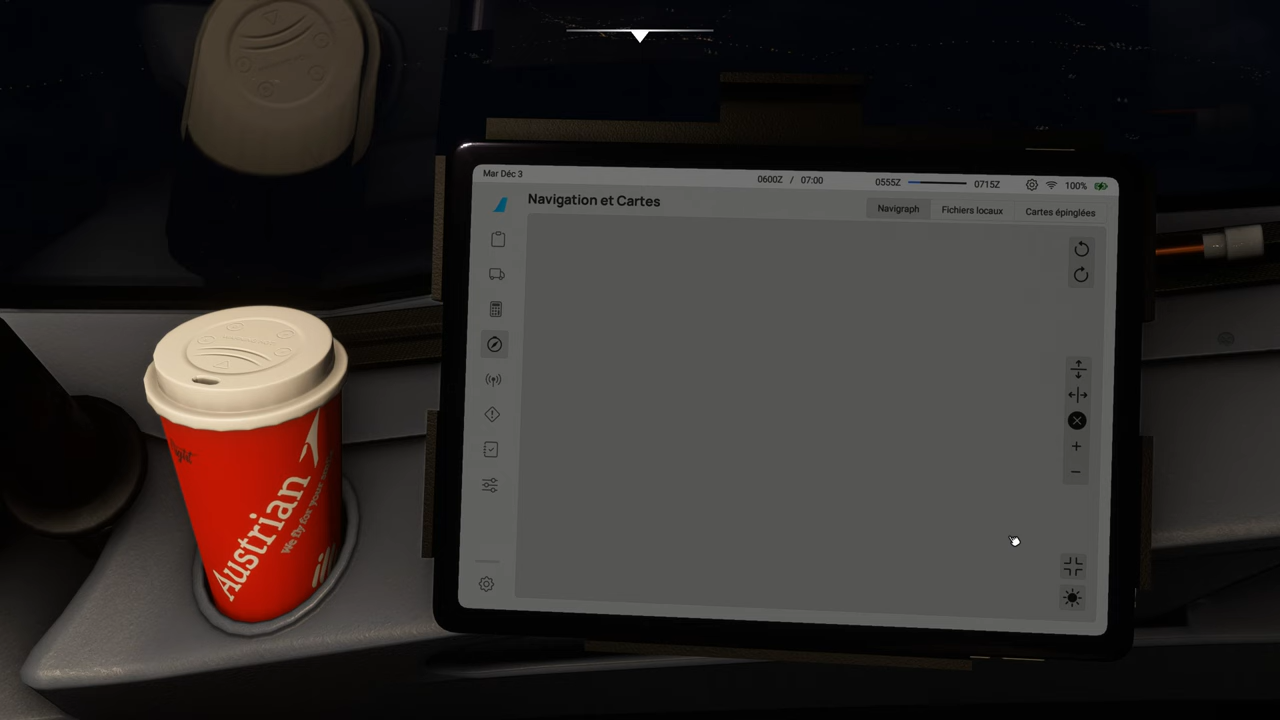 Mar Déc 3
0600Z / 07:00
0555Z
0715Z
100%
Navigation et Cartes
Navigraph
Fichiers locaux
Cartes épinglées
Austrian
We fly for your smile